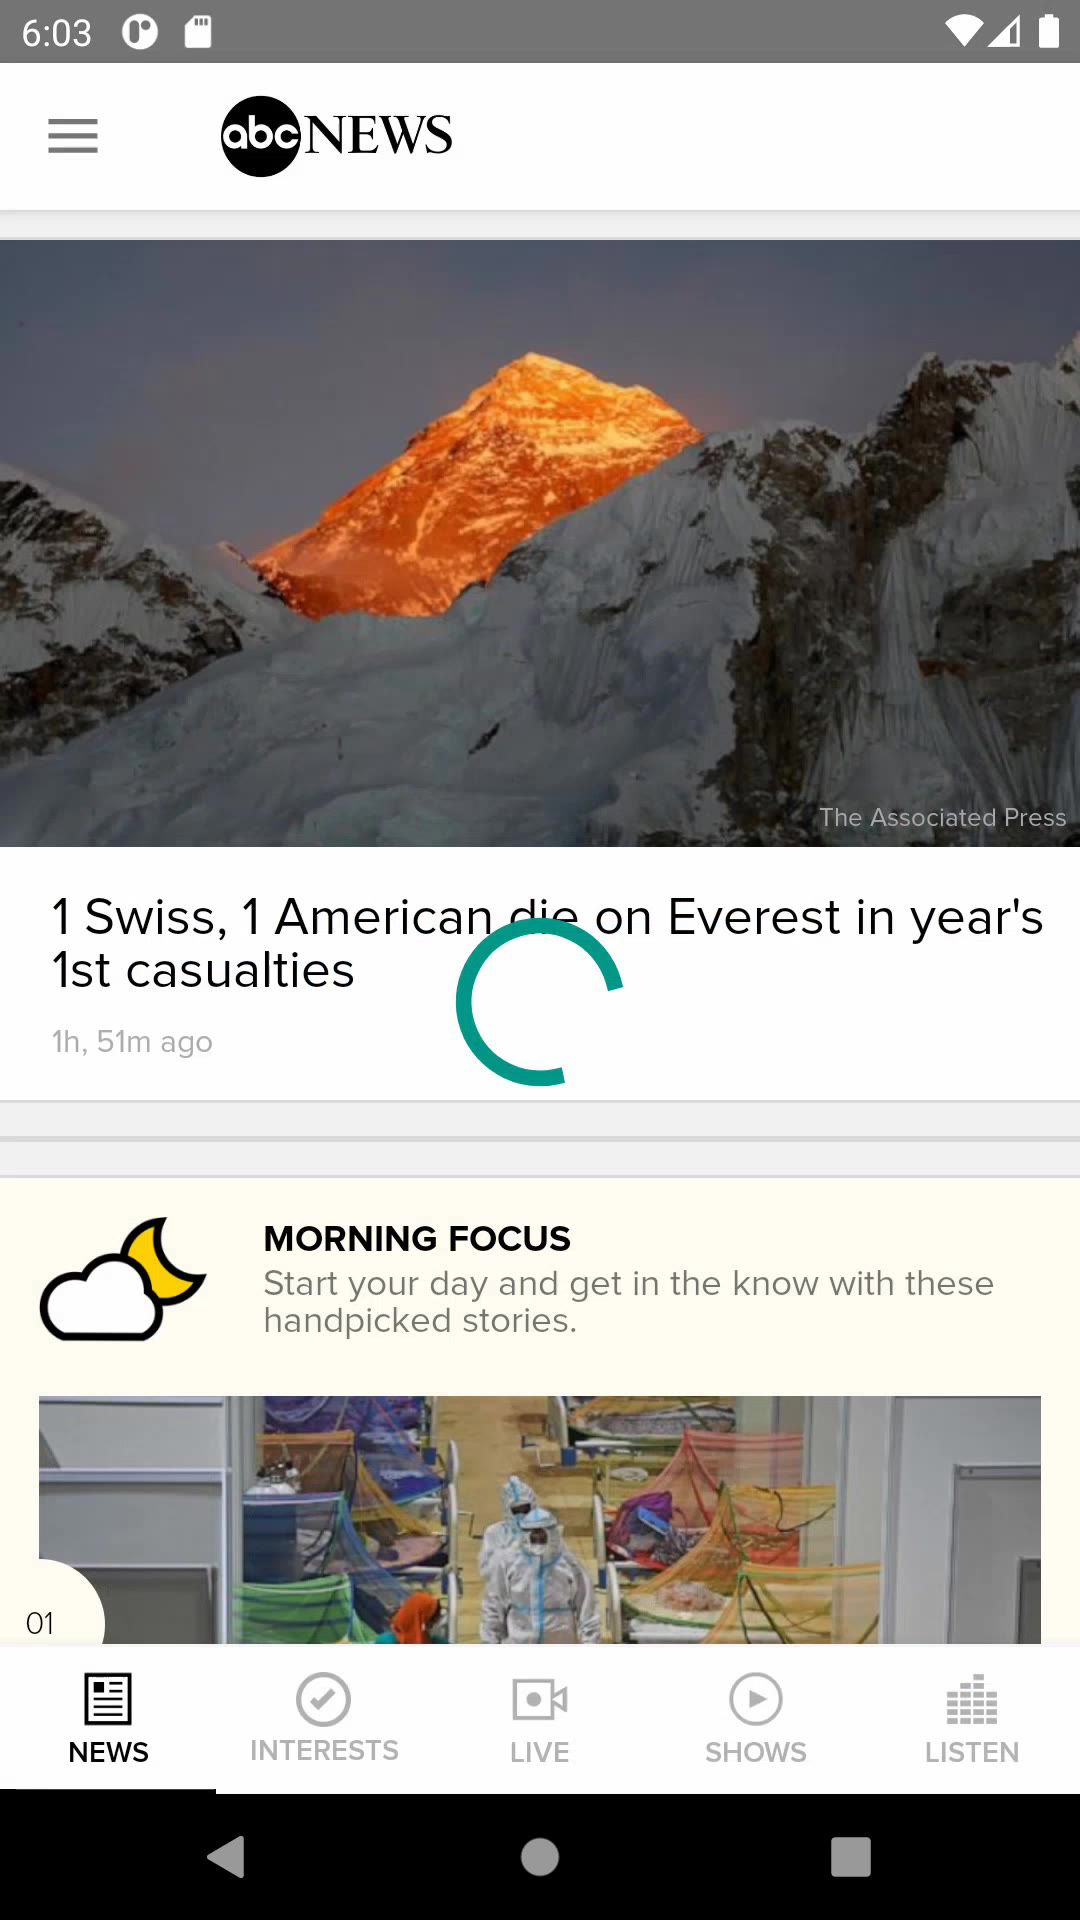 6:03
abc NEWS
The Associated Press
1 Swiss, 1 American die on Everest in year's
1st casualties
1h, 51m ago
MORNING FOCUS
Start your day and get in the know with these
handpicked stories.
01
NEWS
INTERESTS
LIVE
SHOWS
LISTEN